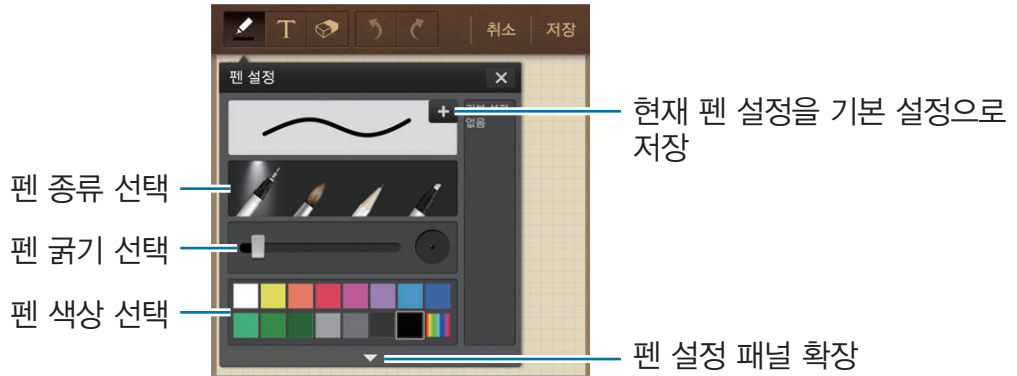 T
취소
저장
펜 설정
없음
현재 펜 설정을 기본 설정으로
저장
펜 종류 선택
펜 굵기 선택
펜 색상 선택
펜 설정 패널 확장